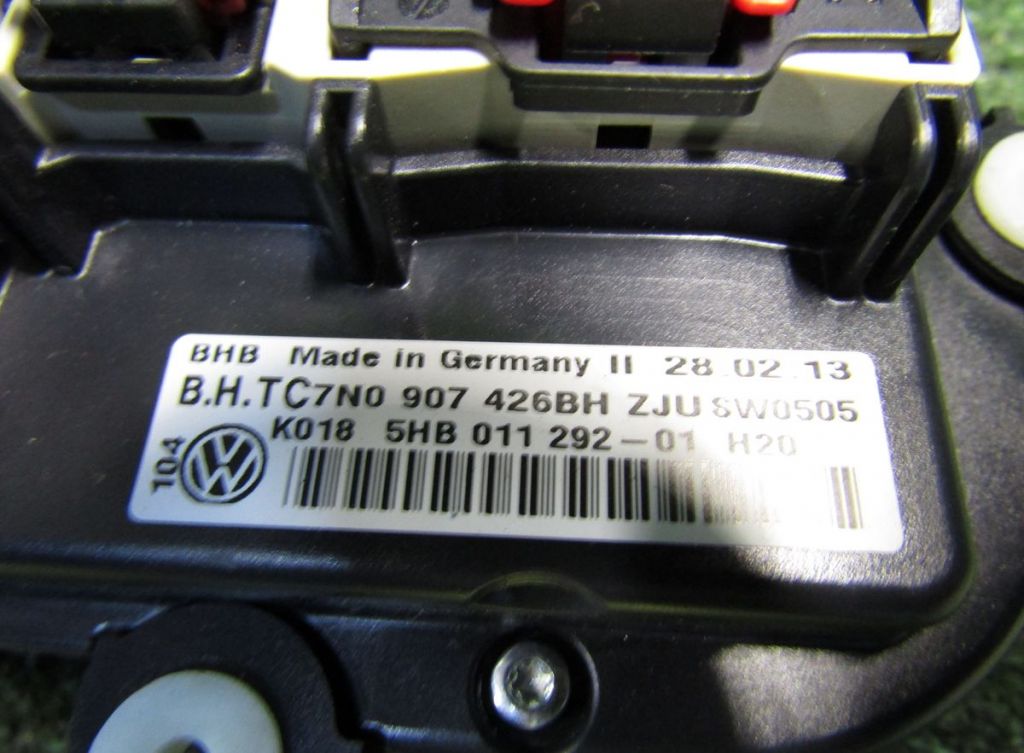 BHB Made in Germany II 28.02.13
B.H.TC7N0 907 426BH ZJU SW0505
K018 5HB 011 292-01 H20
104